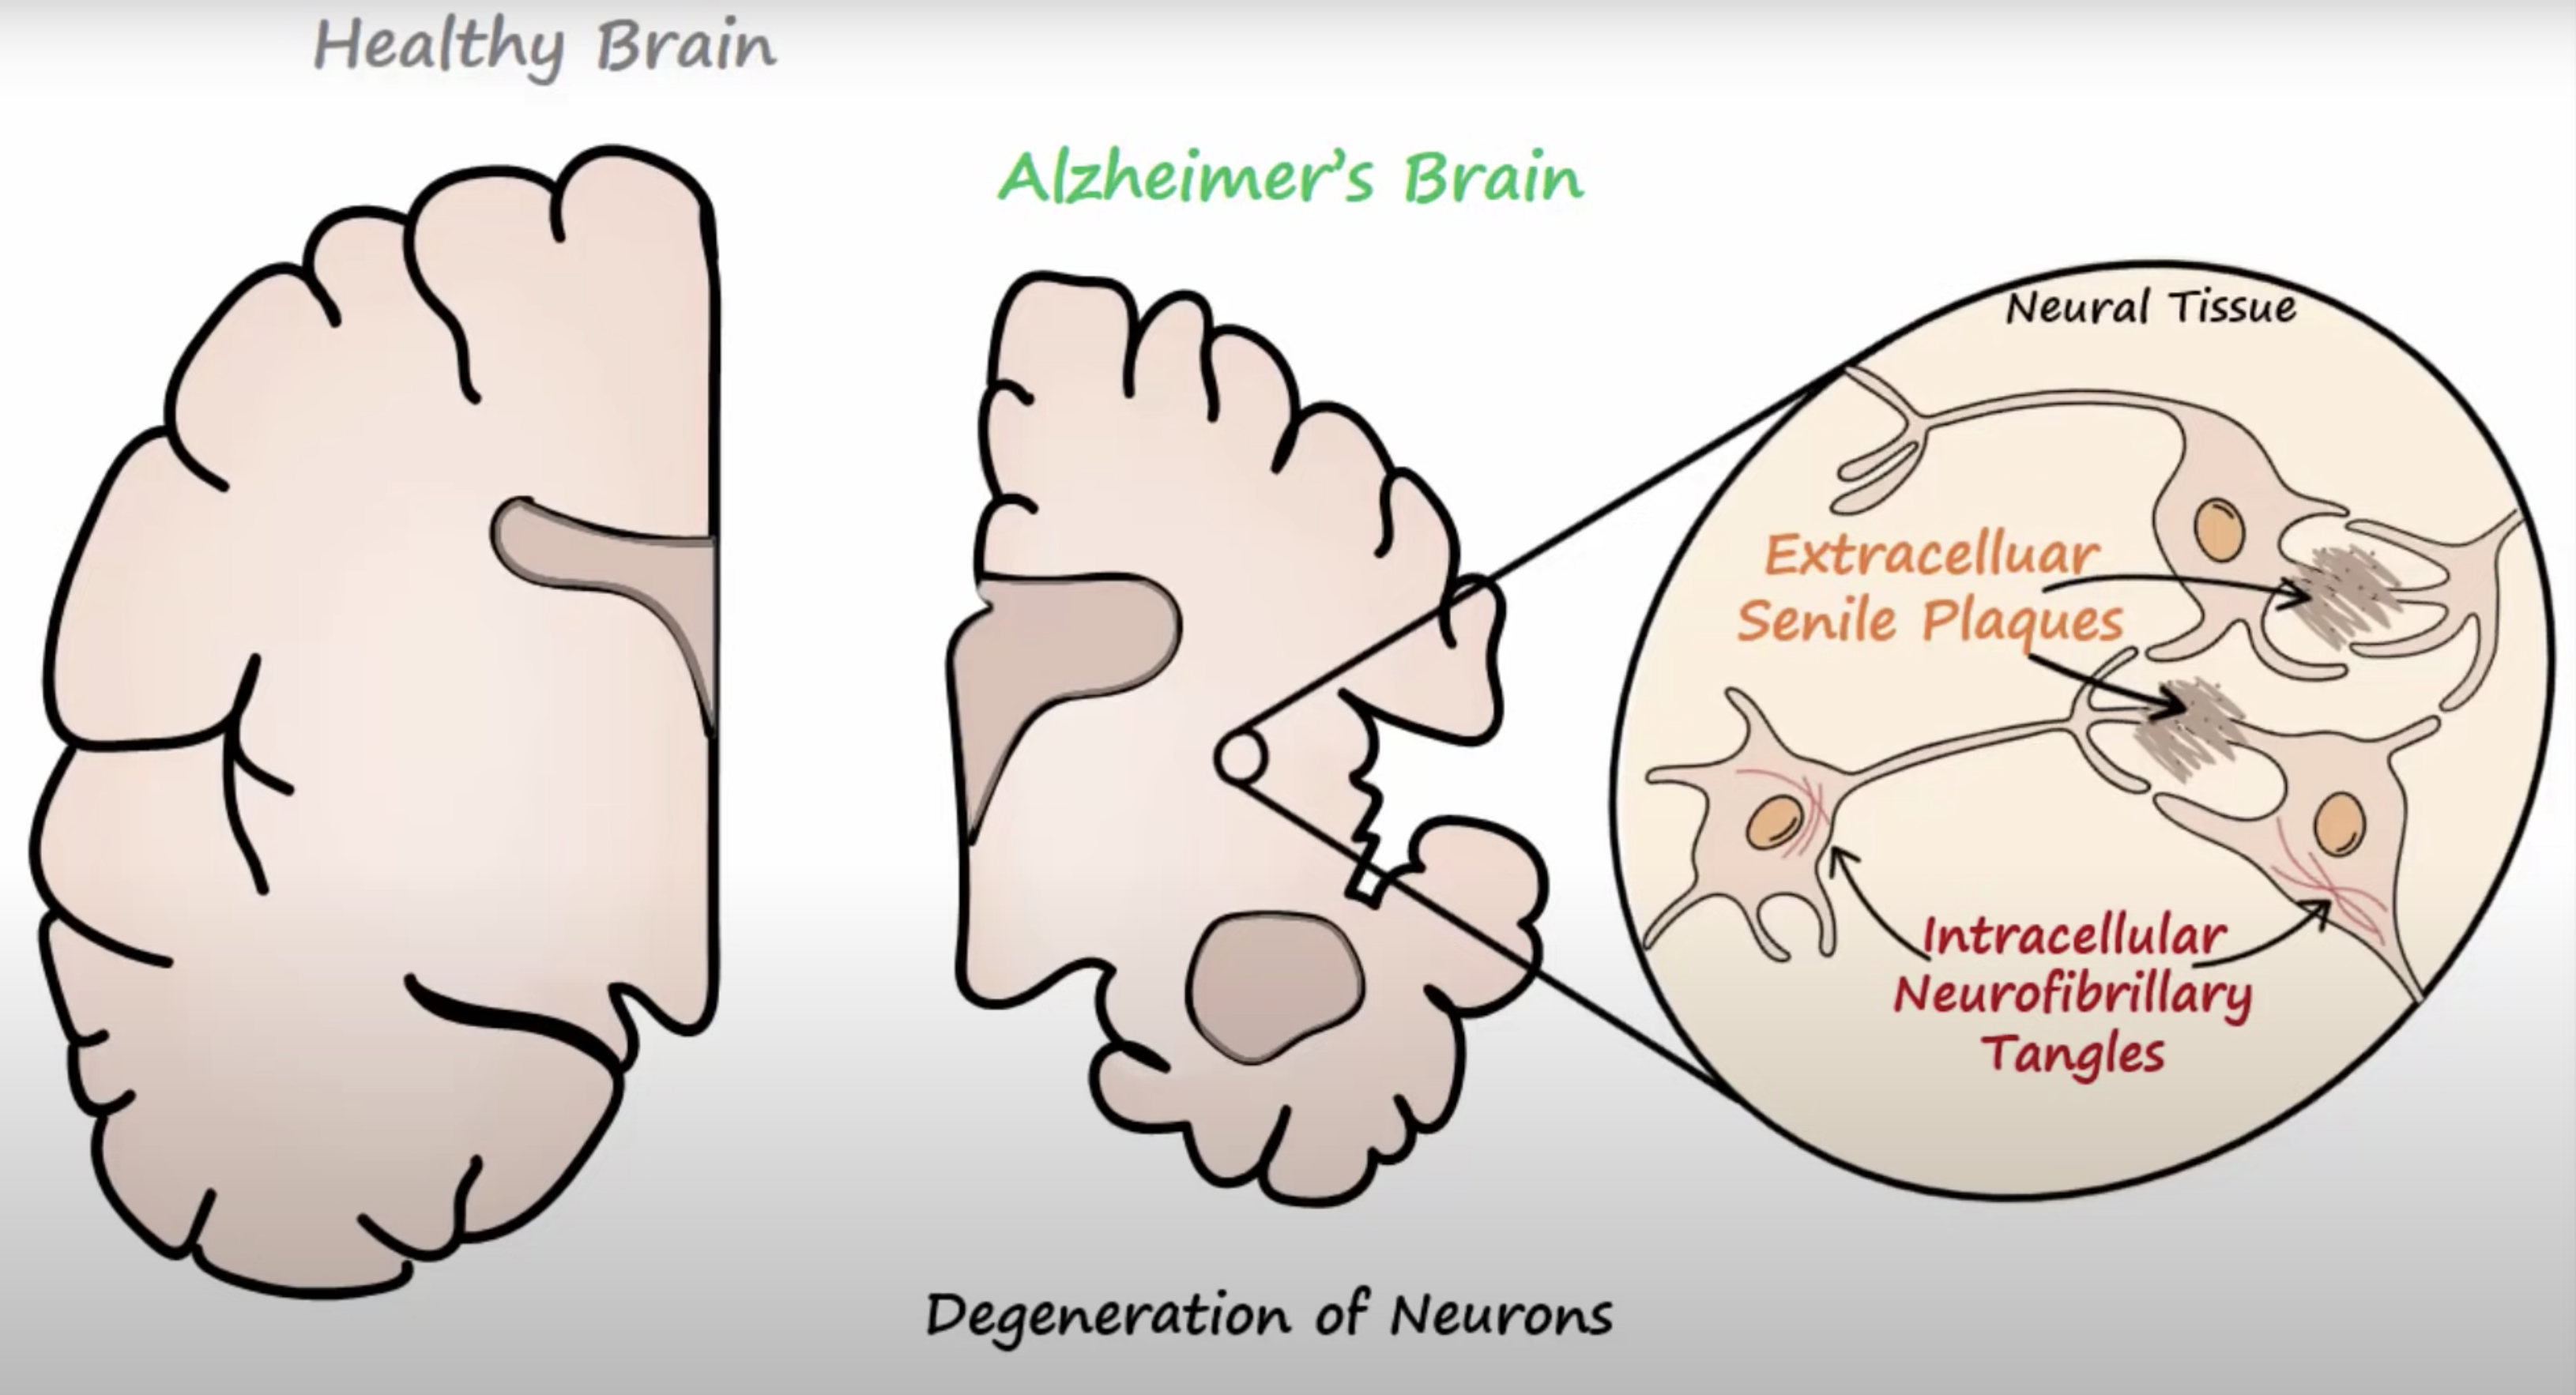 Healthy Brain
Alzheimer's Brain
Neural Tissue
Extracelluar
Senile Plaques
Intracellular
Neurofibrillary
Tangles
Degeneration of Neurons